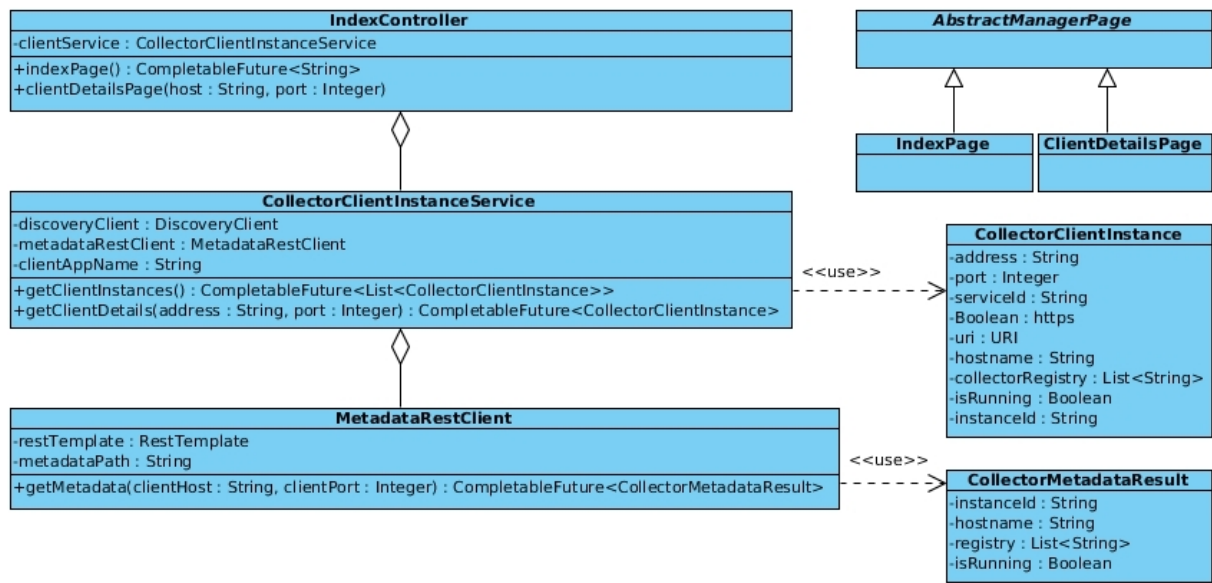 IndexController
-clientService : CollectorClientInstanceService
+indexPage() : CompletableFuture<String>
+clientDetailsPage(host : String, port : Integer)
AbstractManagerPage
IndexPage
ClientDetailsPage
CollectorClientInstanceService
-discoveryClient : DiscoveryClient
-metadataRestClient : MetadataRestClient
-clientAppName : String
+getClientInstances() : CompletableFuture<List<CollectorClientInstance>>
+getClientDetails(address : String, port : Integer) : CompletableFuture<CollectorClientInstance>
<<use>>
CollectorClientInstance
-address : String
-port : Integer
-serviceId : String
-Boolean : https
-uri : URI
-hostname : String
-collectorRegistry : List<String>
-isRunning : Boolean
-instanceId : String
MetadataRestClient
-restTemplate : RestTemplate
-metadataPath : String
+getMetadata(clientHost : String, clientPort : Integer) : CompletableFuture<CollectorMetadataResult>
<<use>>
CollectorMetadataResult
-instanceId : String
-hostname : String
-registry : List<String>
-isRunning : Boolean